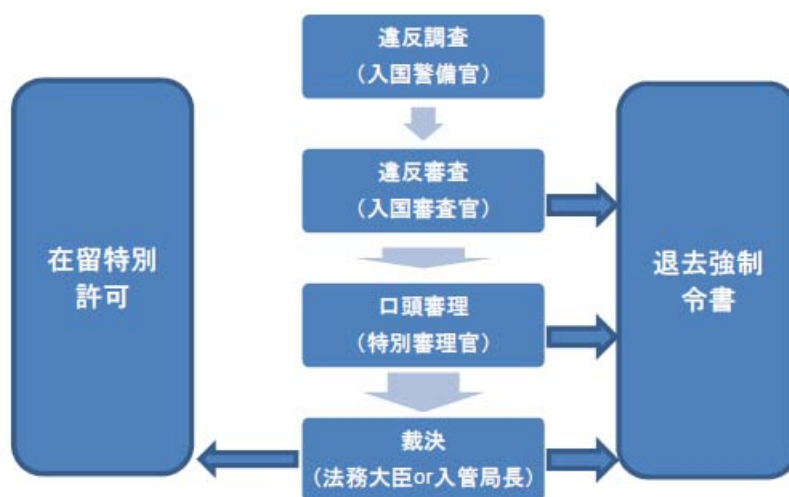 違反調査
（入国警備官）
違反審査
（入国審査官）
口頭審理
（特別審理官）
裁決
（法務大臣or入管局長）
在留特別
許可
退去強制
令書